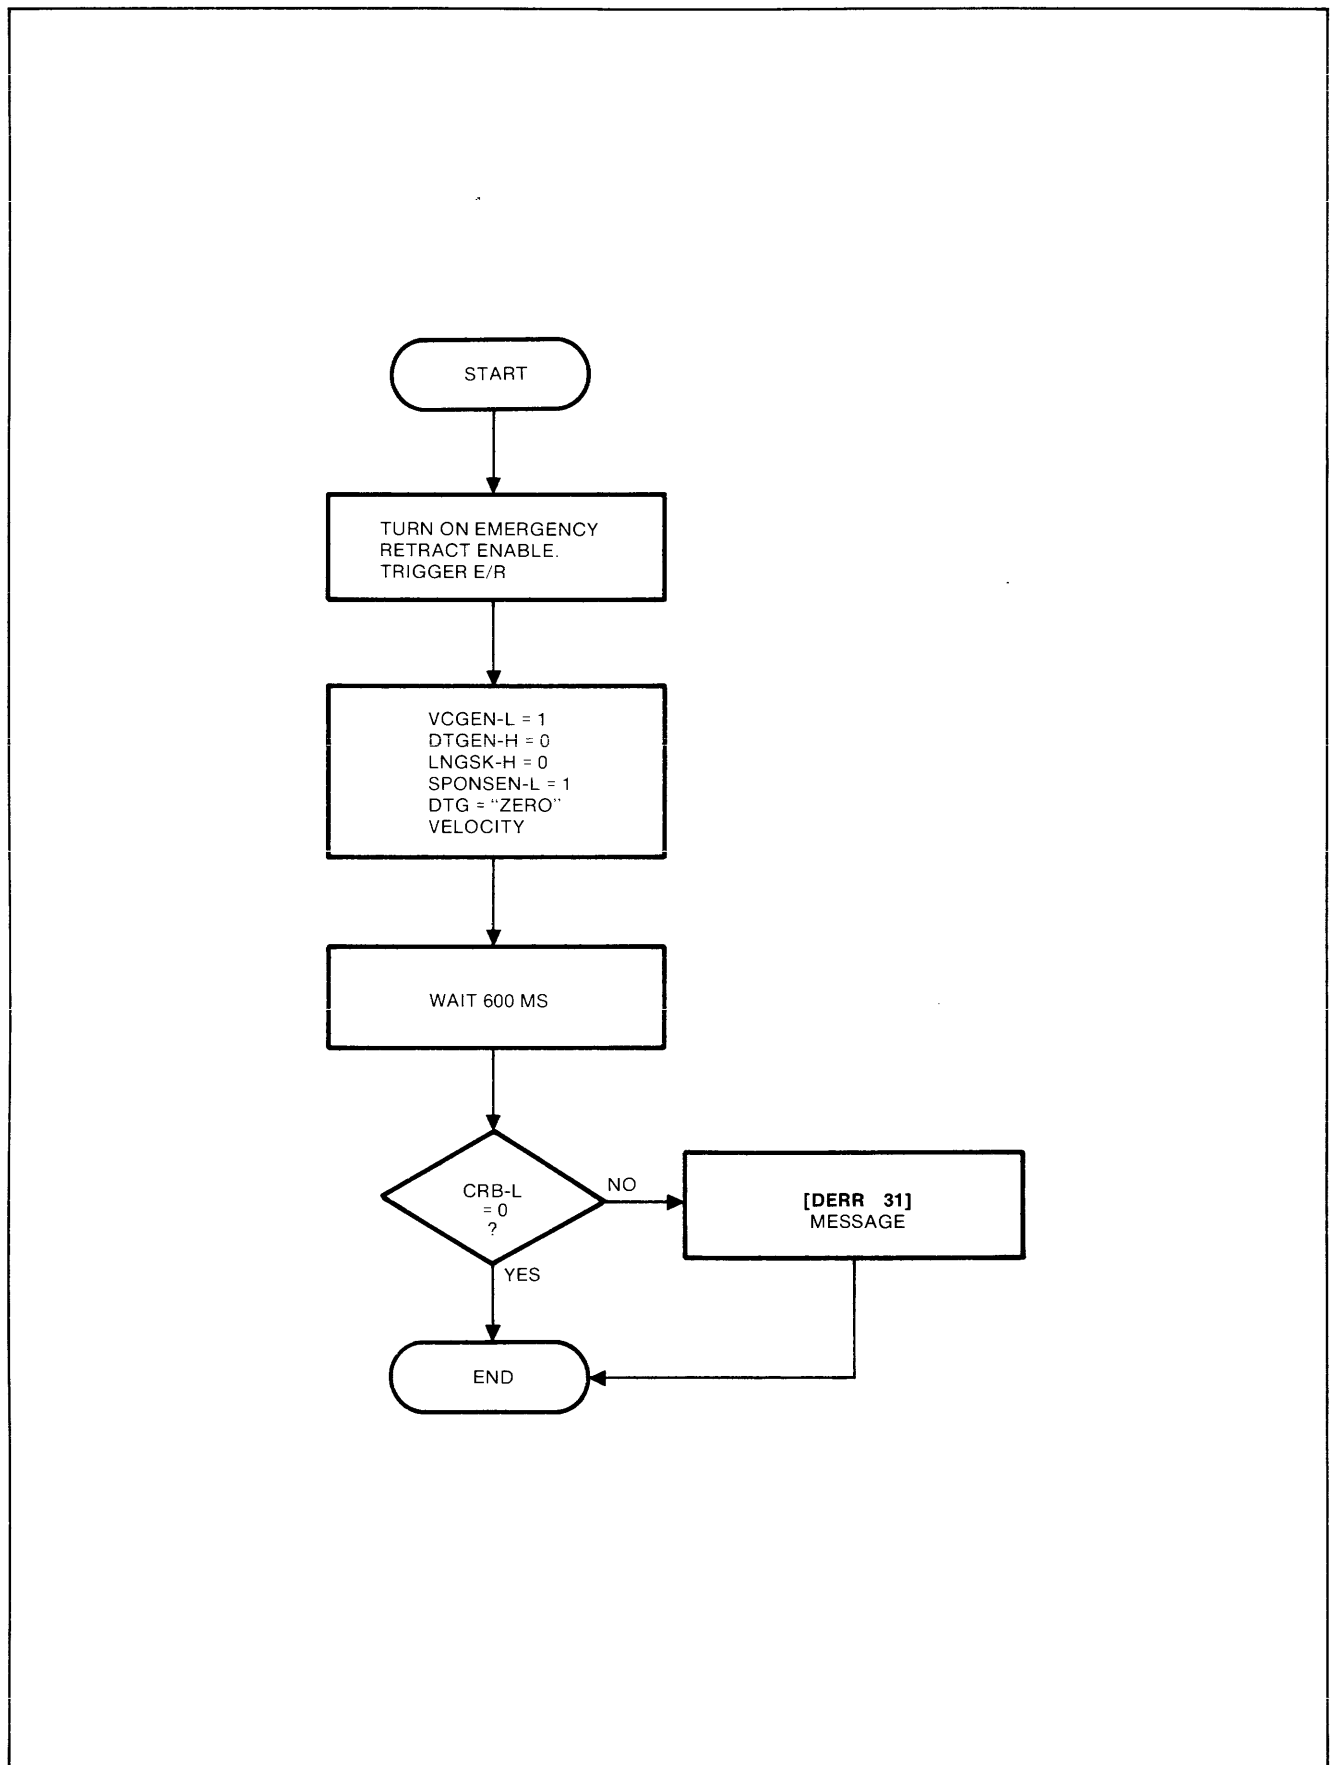 START
TURN ON EMERGENCY
RETRACT ENABLE.
TRIGGER E/R
VCGEN-L = 1
DTGEN-H = 0
LNGSK-H = 0
SPONSEN-L = 1
DTG = “ZERO”
VELOCITY
WAIT 600 MS
CRB-L
= 0
?
NO
[DERR 31]
MESSAGE
YES
END